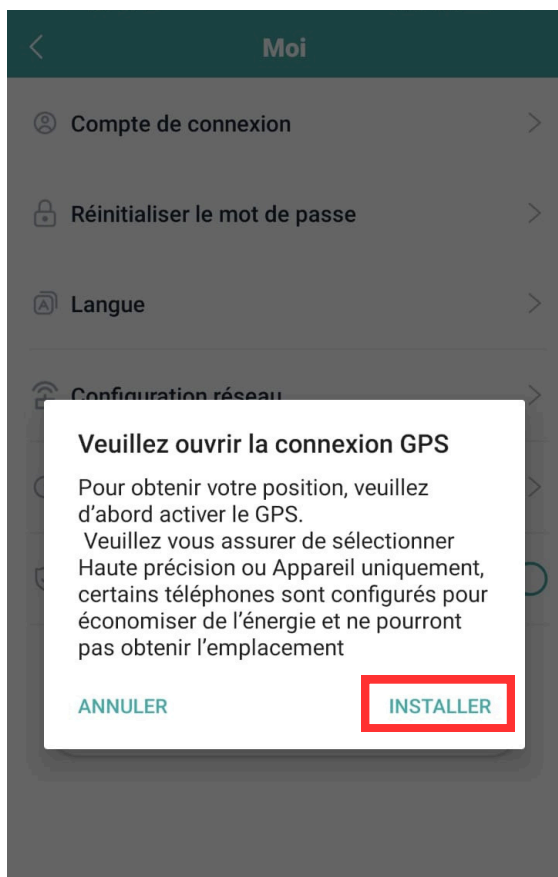 Moi
Compte de connexion
Réinitialiser le mot de passe
Langue
Configuration réseau
Veuillez ouvrir la connexion GPS
Pour obtenir votre position, veuillez
d'abord activer le GPS.
Veuillez vous assurer de sélectionner
Haute précision ou Appareil uniquement,
certains téléphones sont configurés pour
économiser de l'énergie et ne pourront
pas obtenir l'emplacement
ANNULER INSTALLER